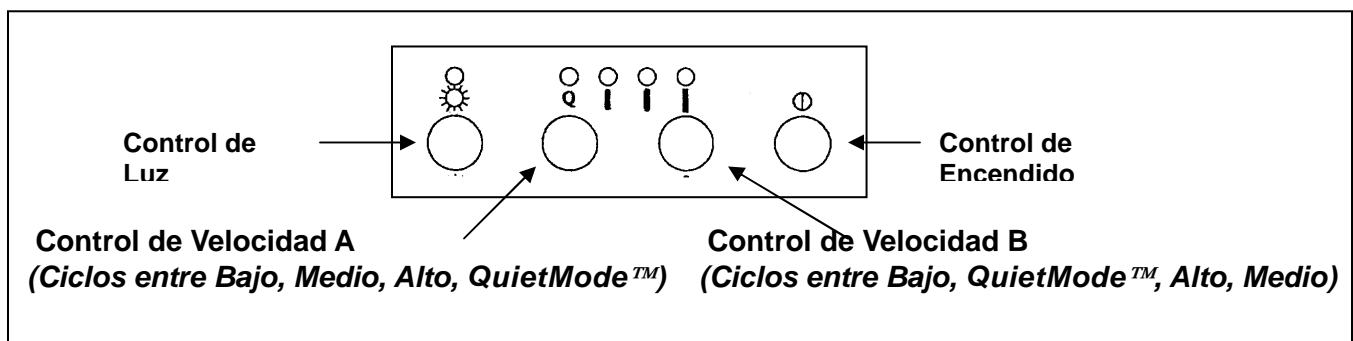 Q
Control de
Luz
Control de
Encendido
Control de Velocidad A
(Ciclos entre Bajo, Medio, Alto, QuietMode™)
Control de Velocidad B
(Ciclos entre Bajo, QuietMode™, Alto, Medio)